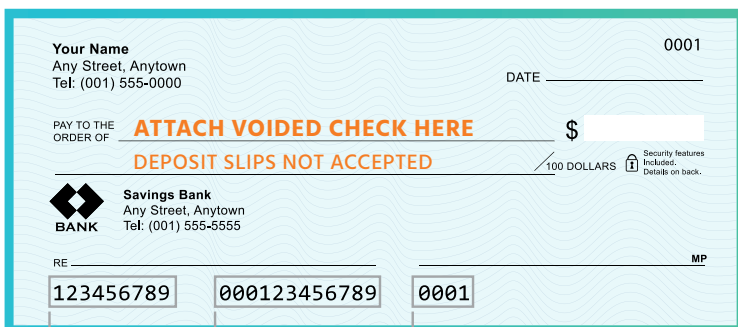 Your Name
0001
Any Street, Anytown
Tel: (001) 555-0000
DATE
PAY TO THE
ORDER OF
ATTACH VOIDED CHECK HERE
$
DEPOSIT SLIPS NOT ACCEPTED
100 DOLLARS
Security features
Included.
Details on back.
BANK
Savings Bank
Any Street, Anytown
Tel: (001) 555-5555
RE
MP
123456789 000123456789 0001